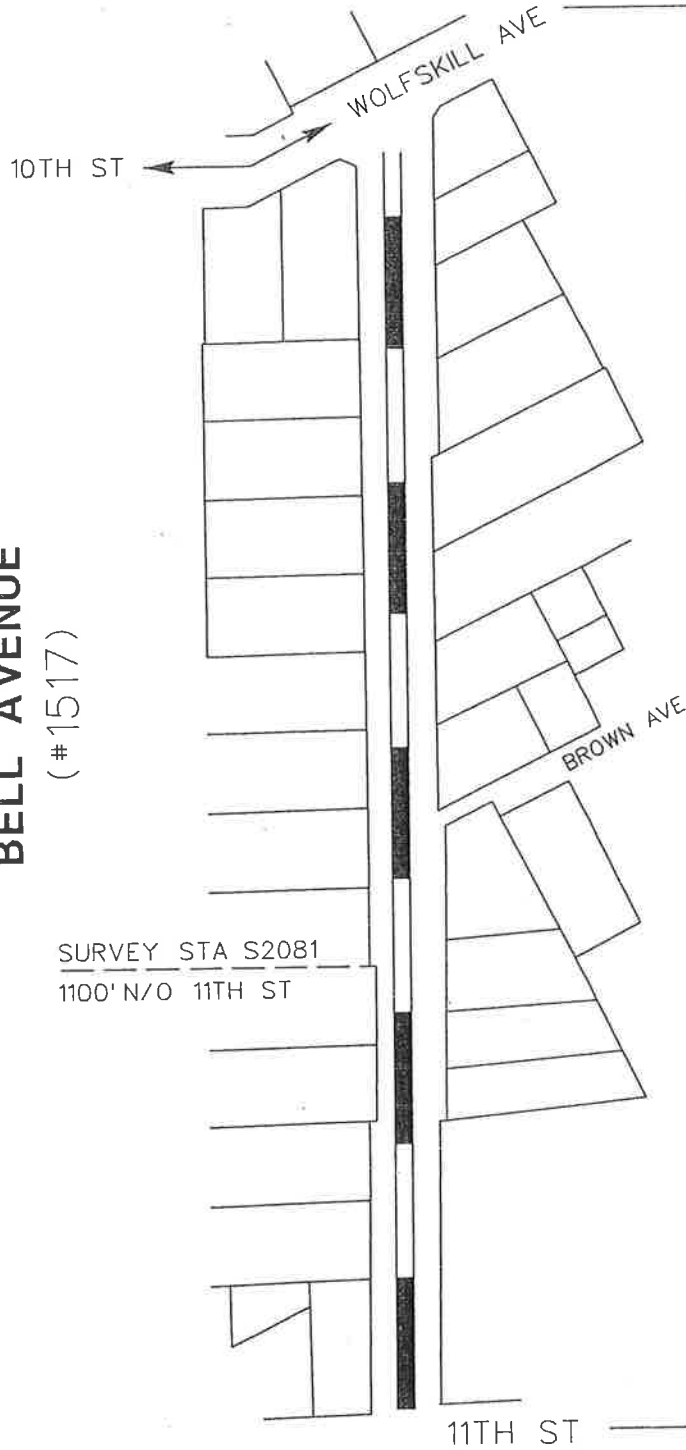 WOLFSKILL AVE
10TH ST
BELL AVENUE
(#1517)
BROWN AVE
SURVEY STA S2081
1100' N/O 11TH ST
11TH ST